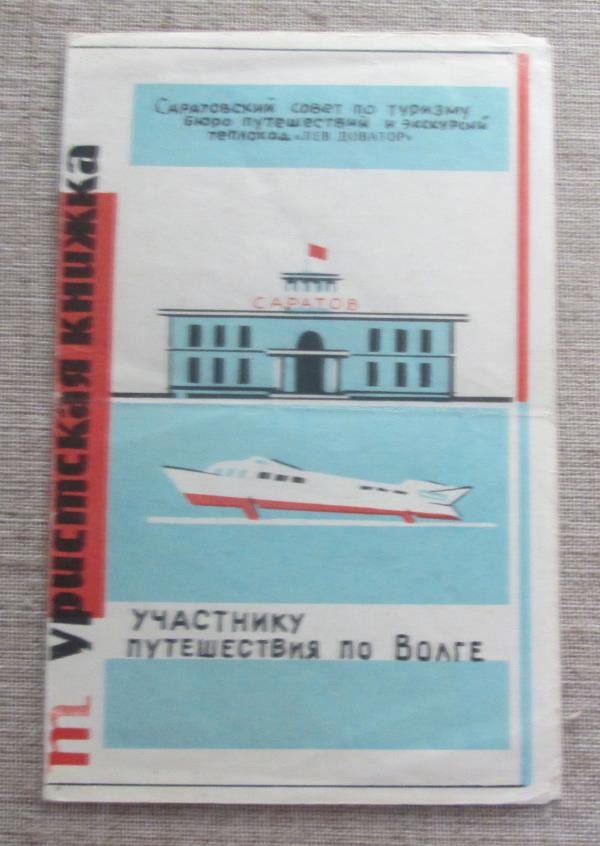 Саратовский совет по туризму
бюро путешествий и экскурсий
теплоход «ЛЕВ ДОВАТОР»
САРАТОВ
туристская книжка
УЧАСТНИКУ
ПУТЕШЕСТВИЯ ПО ВОЛГЕ